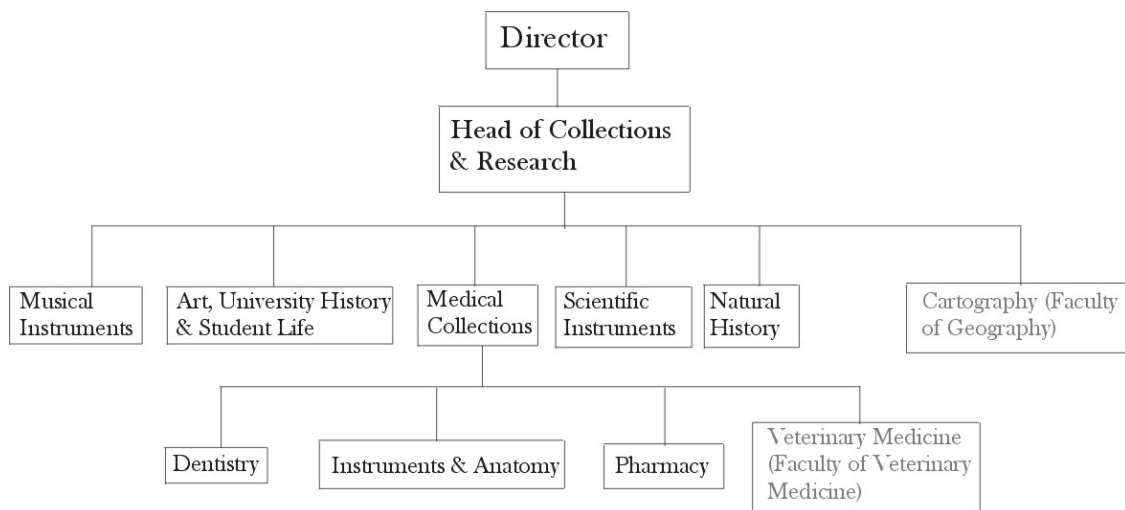 Director
Head of Collections
& Research
Musical
Instruments
Art, University History
& Student Life
Medical
Collections
Scientific
Instruments
Natural
History
Cartography (Faculty
of Geography)
Dentistry
Instruments & Anatomy
Pharmacy
Veterinary Medicine
(Faculty of Veterinary
Medicine)